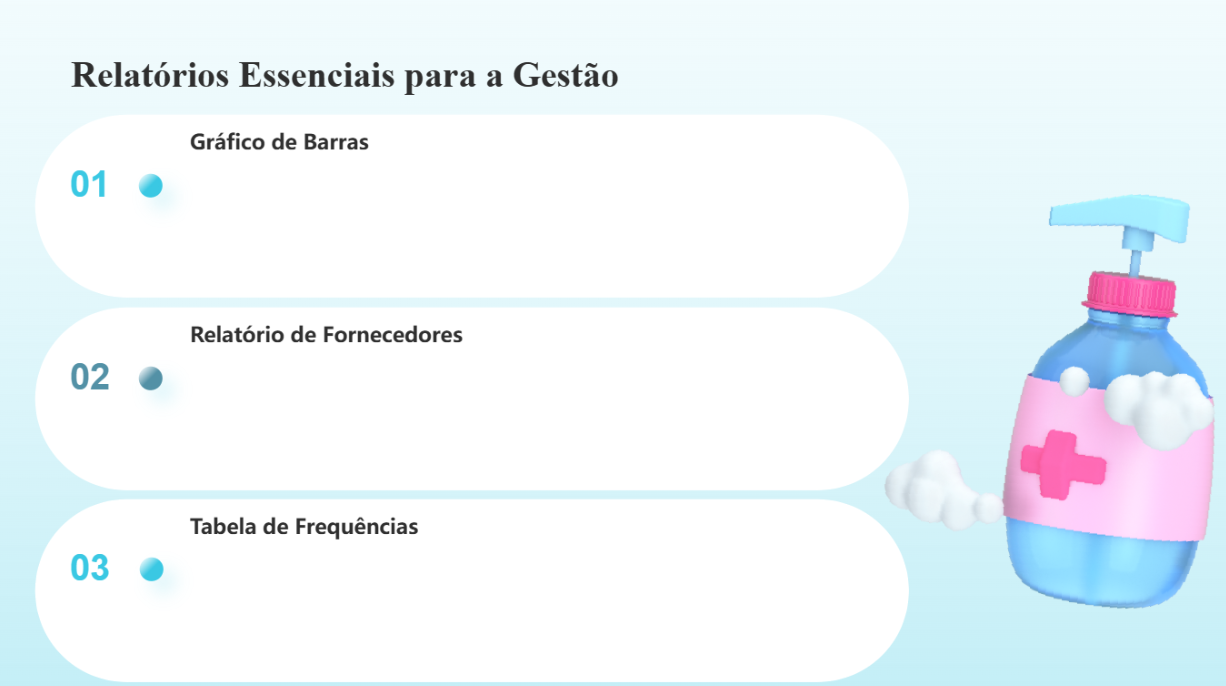 Relatórios Essenciais para a Gestão
Gráfico de Barras
01
Relatório de Fornecedores
02
Tabela de Frequências
03